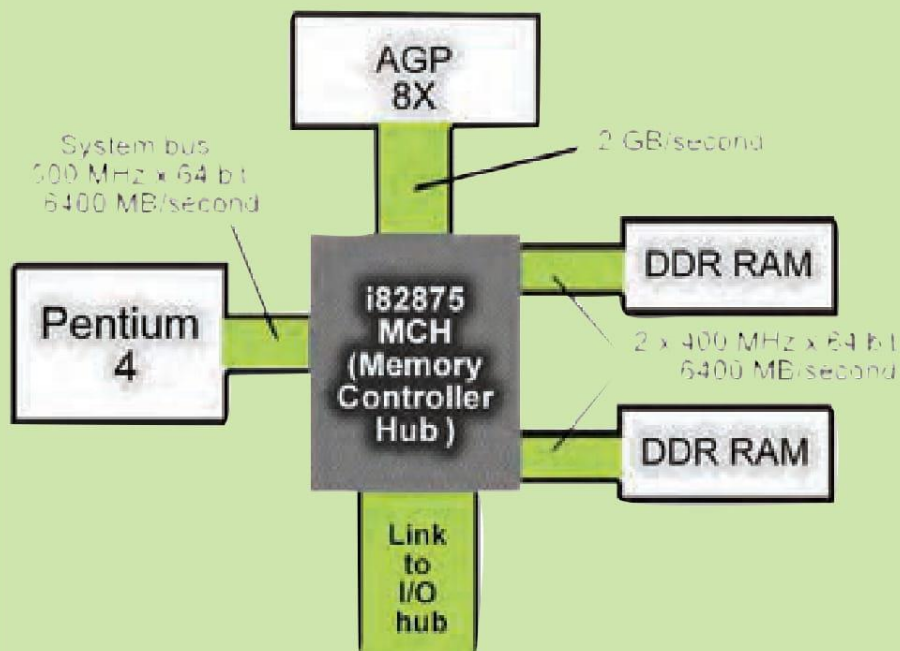 AGP
8X
System bus
MHz x 64 bit
6400 MB/second
2 GB/second
DDR RAM
Pentium
4
i82875
MCH
(Memory
Controller
Hub )
2 x 400 MHz x 64 bit
6400 MB/second
DDR RAM
Link
to
I/O
hub